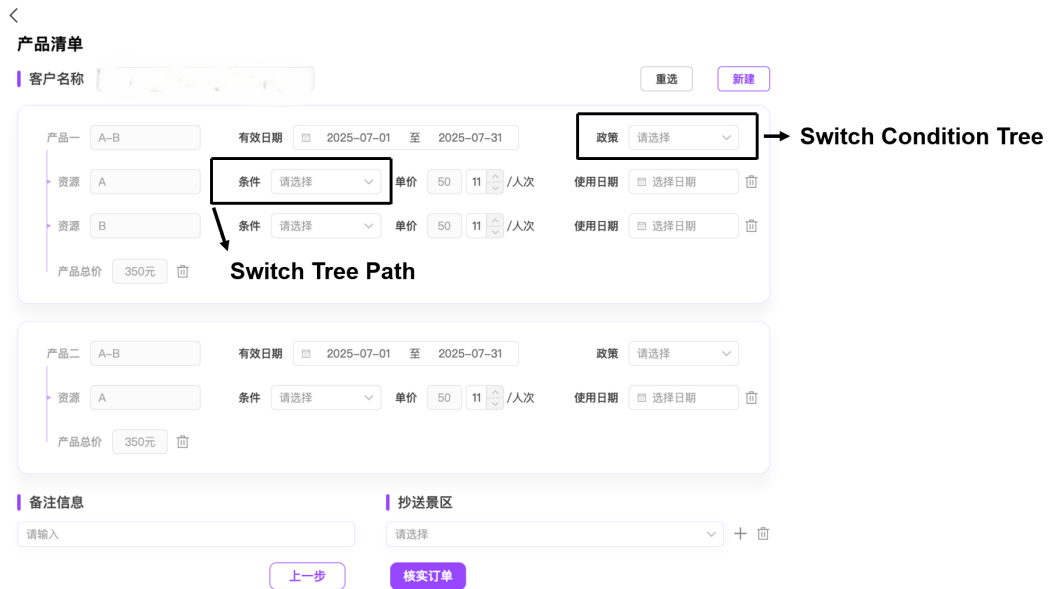 产品清单
客户名称 重选 新建
产品一 A-B 有效日期 2025-07-01 至 2025-07-31 政策 请选择 Switch Condition Tree
资源 A 条件 请选择 单价 50 11 /人次 使用日期 选择日期
资源 B 条件 请选择 单价 50 11 /人次 使用日期 选择日期
产品总价 350元 Switch Tree Path
产品二 A-B 有效日期 2025-07-01 至 2025-07-31 政策 请选择
资源 A 条件 请选择 单价 50 11 /人次 使用日期 选择日期
产品总价 350元
备注信息 抄送景区
请输入 请选择
上一步 核实订单